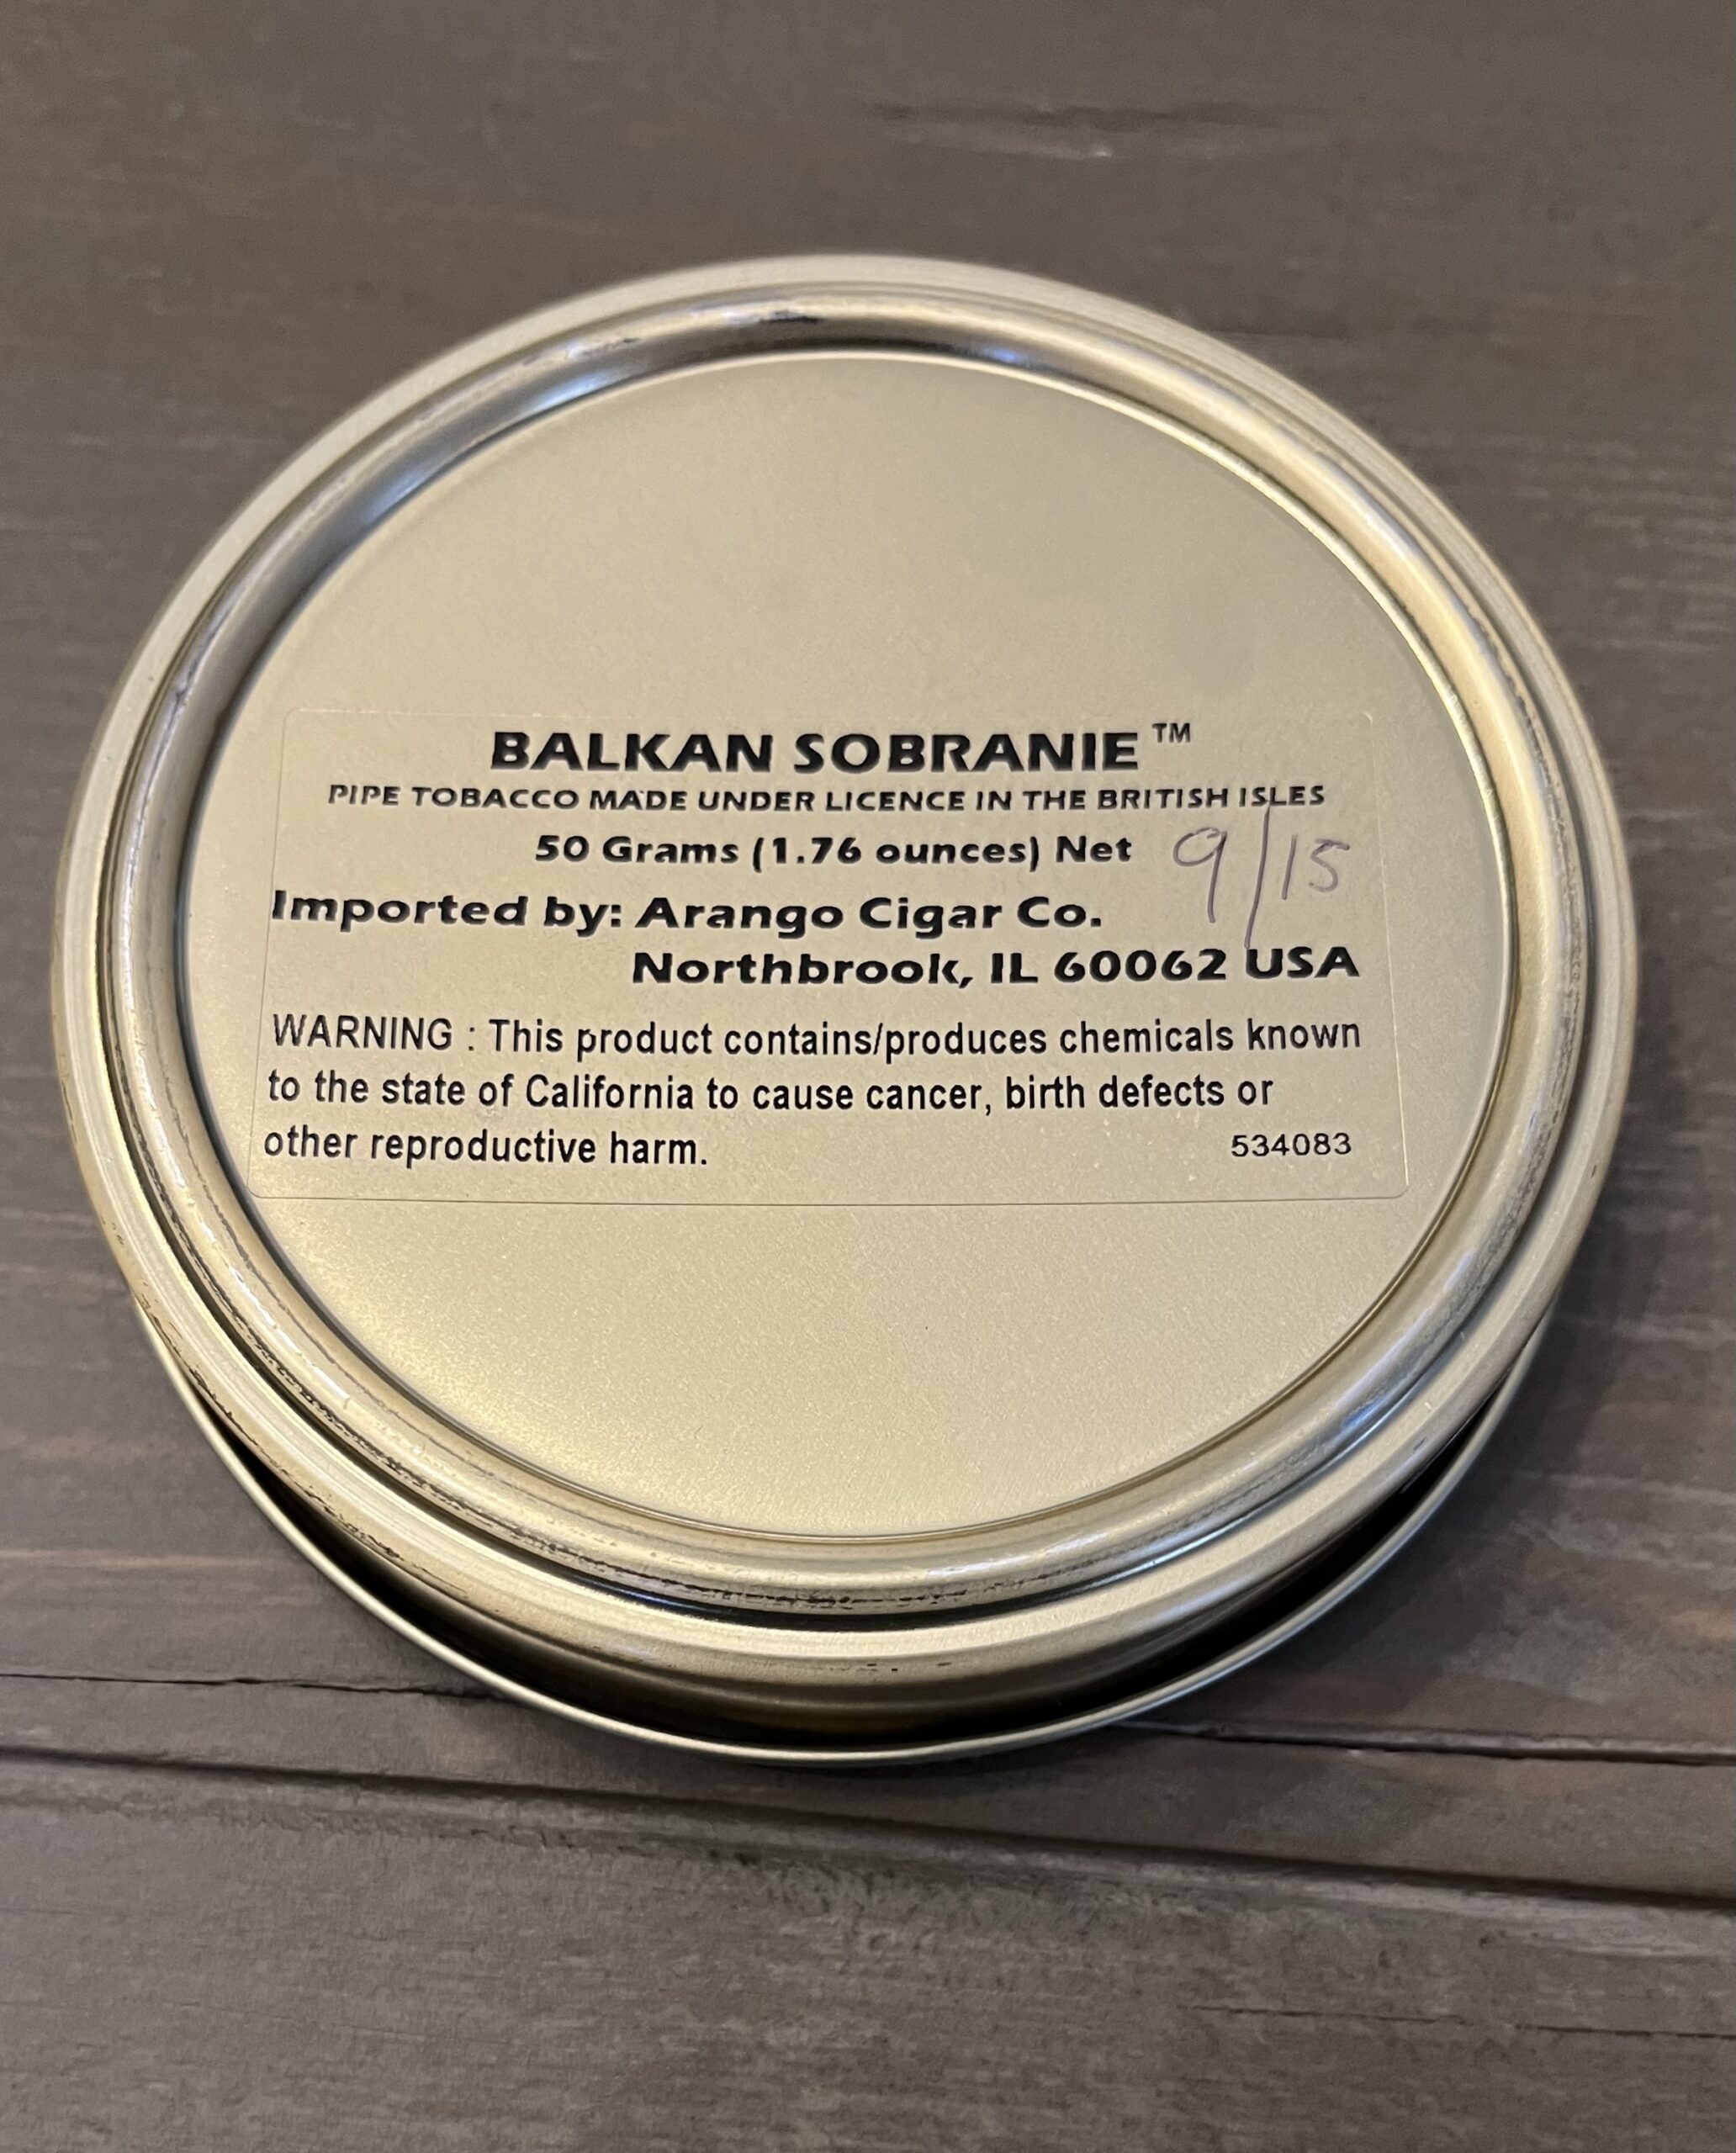 BALKAN SOBRANIE™
PIPE TOBACCO MADE UNDER LICENCE IN THE BRITISH ISLES
50 Grams (1.76 ounces) Net 9/15
Imported by: Arango Cigar Co.
Northbrook, IL 60062 USA
WARNING : This product contains/produces chemicals known
to the state of California to cause cancer, birth defects or
other reproductive harm. 534083